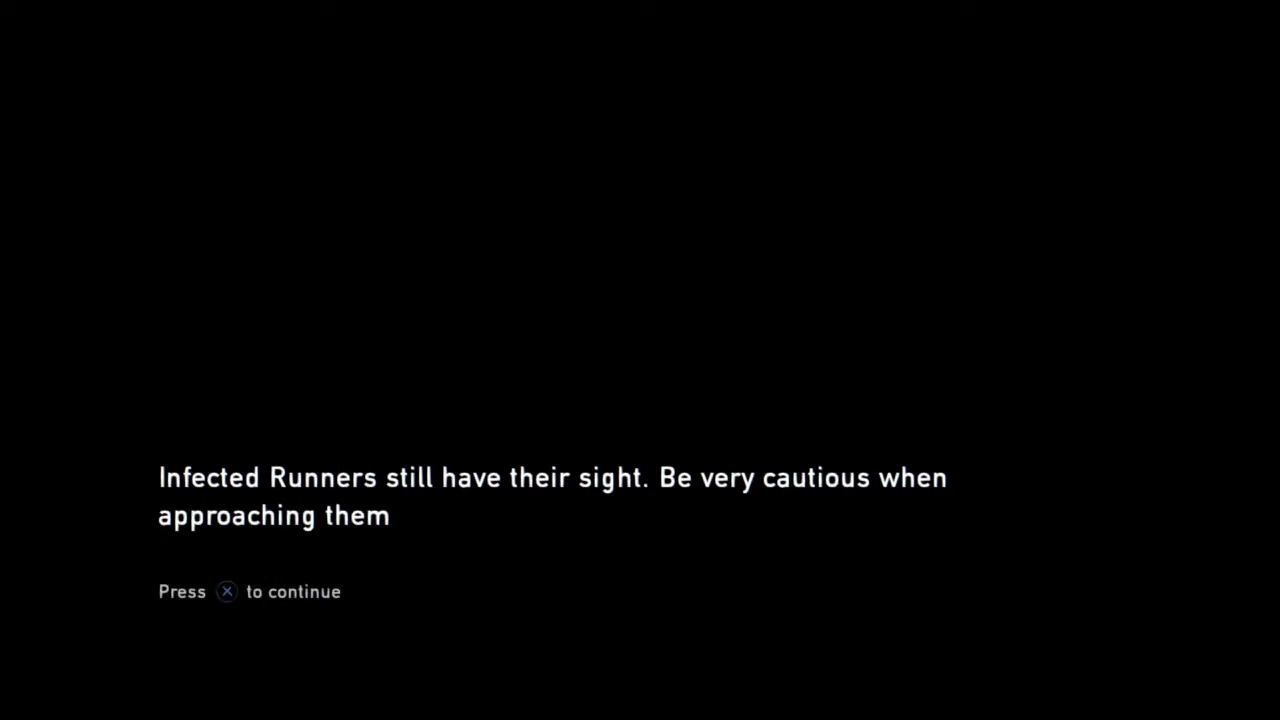 Infected Runners still have their sight. Be very cautious when
approaching them
Press ⓧ to continue